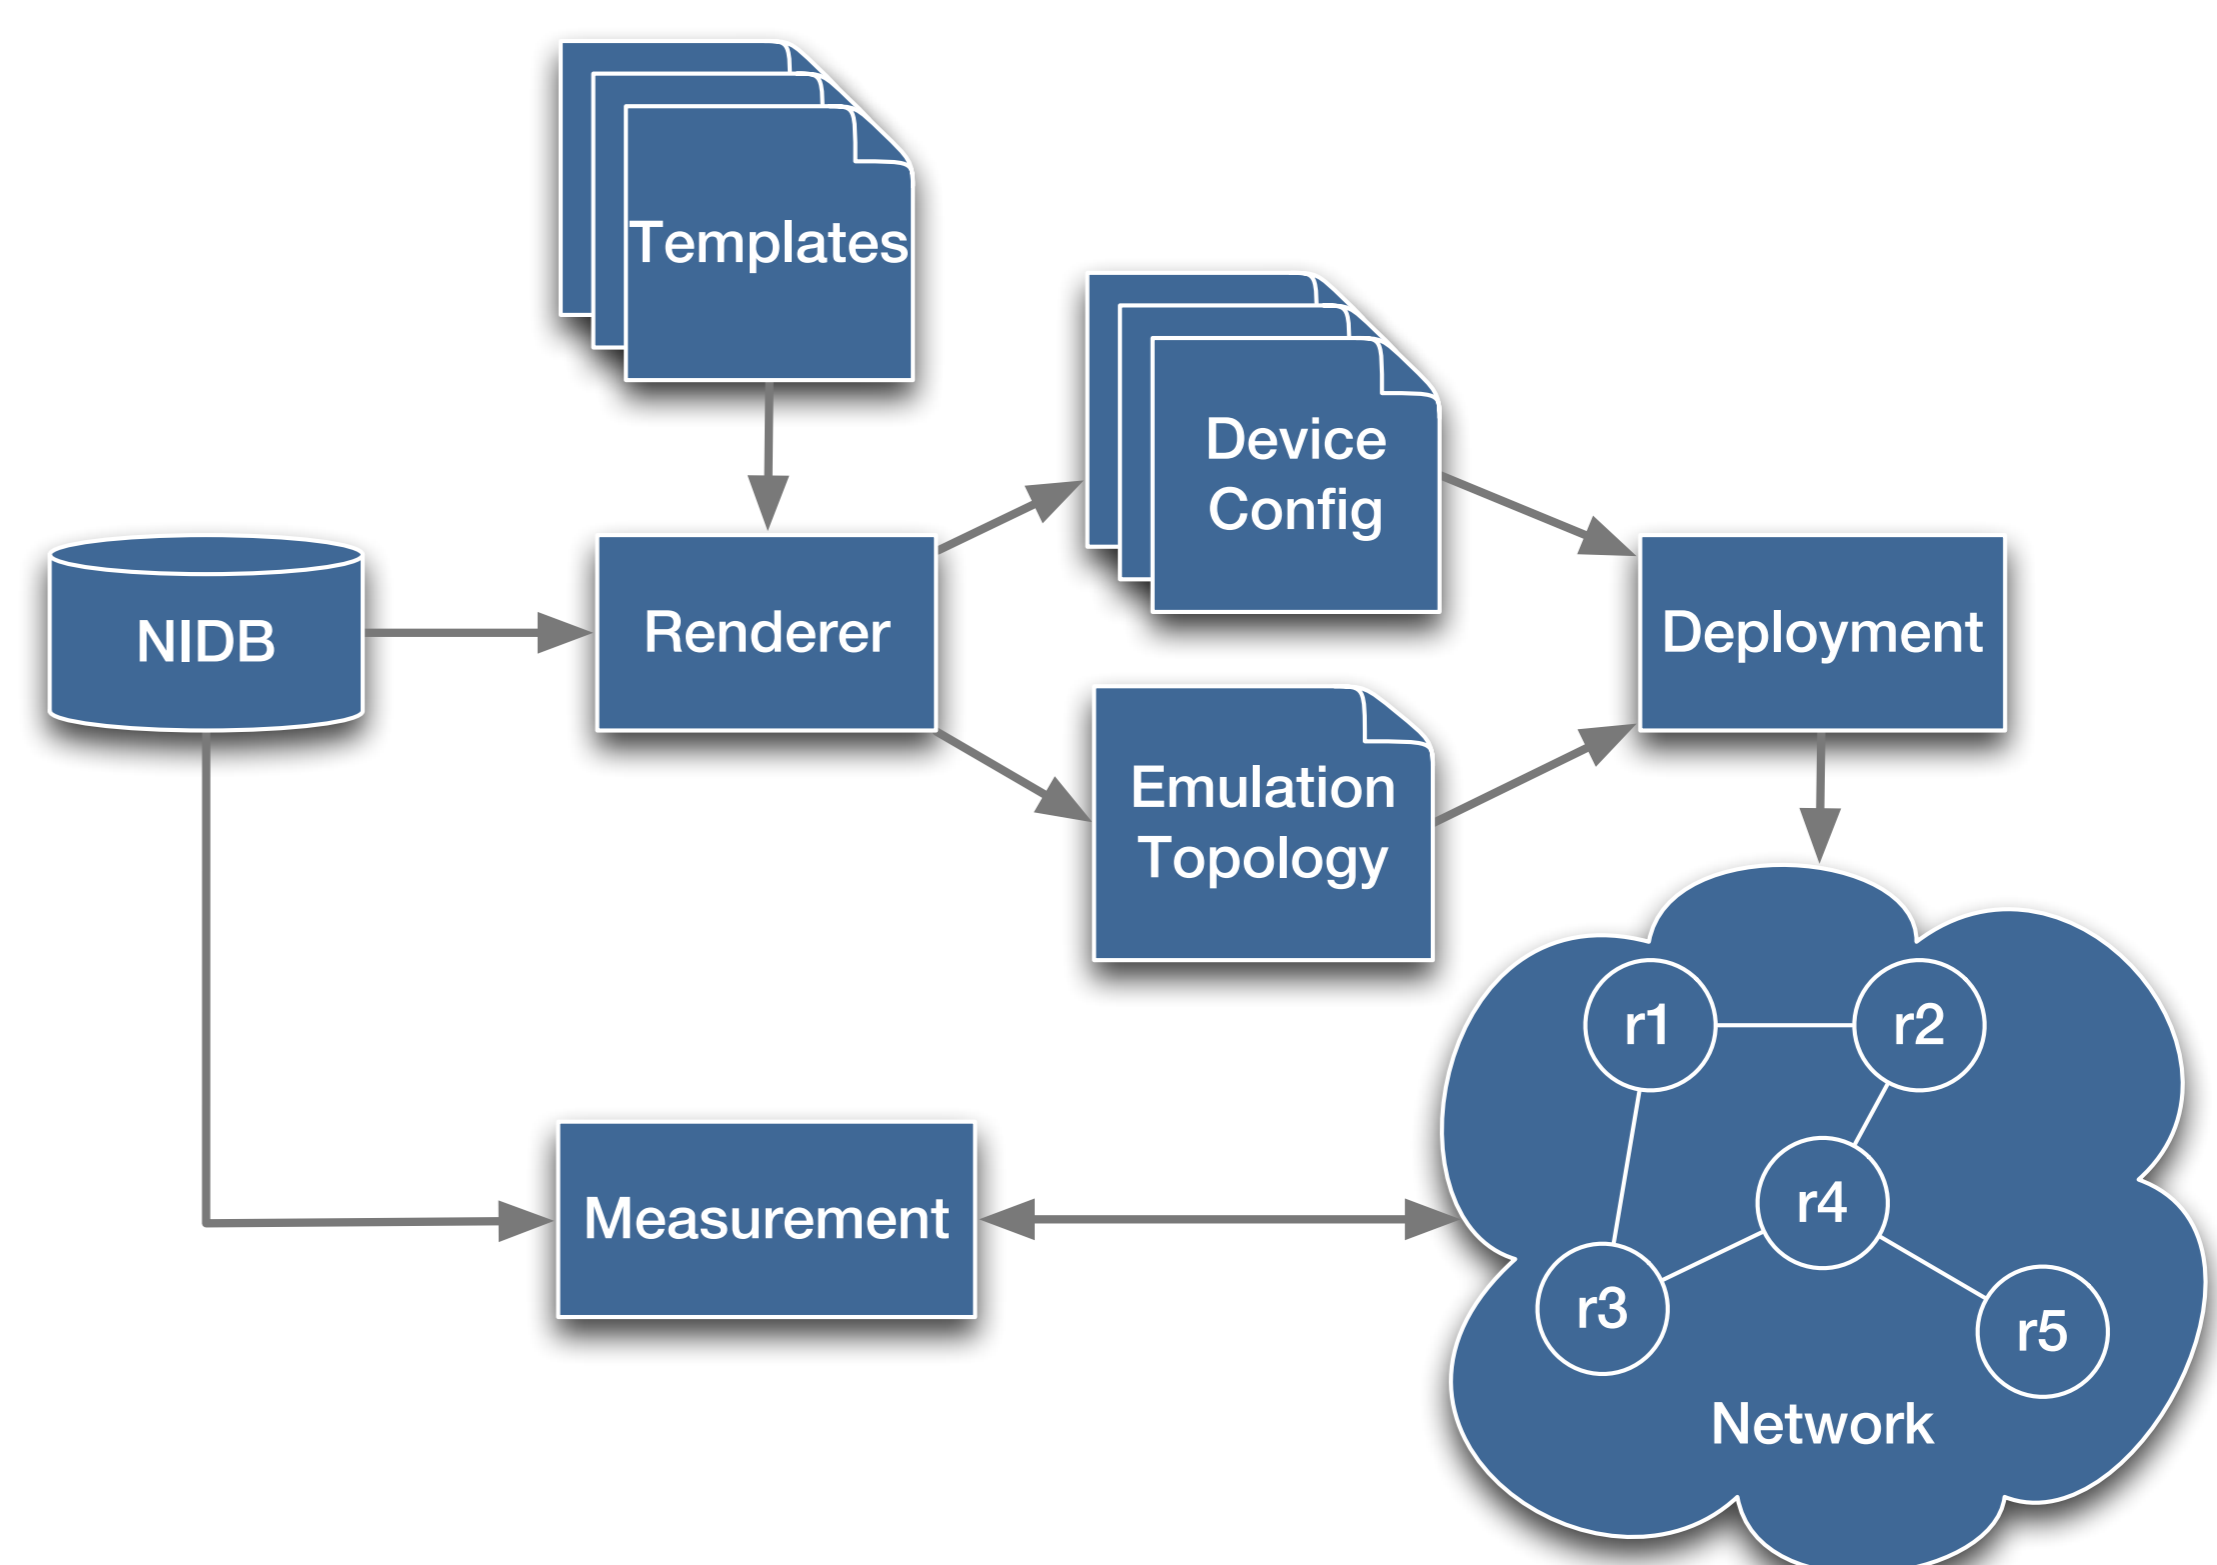 Templates
Device
Config
NIDB
Renderer
Deployment
Emulation
Topology
r1
r2
Measurement
r4
r3
r5
Network